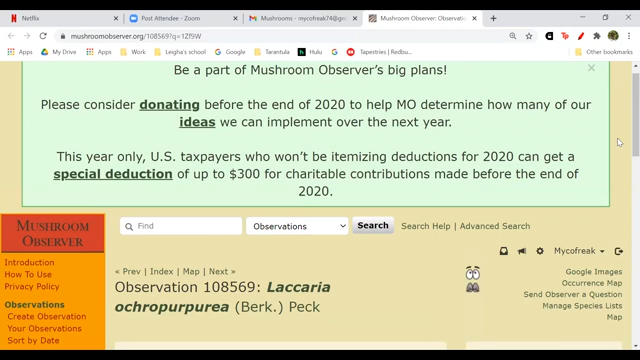 Netflix
Post Attendee - Zoom
Mushrooms - mycofreak74@g
Mushroom Observer: Observati
mushroomobserver.org/108569?q=1Zf9W
Apps
My Drive
Books
Leigha's school
Google
Tarantula
Hulu
Tapestries | Redbu...
Other bookmarks
Be a part of Mushroom Observer's big plans!
Please consider donating before the end of 2020 to help MO determine how many of our
ideas we can implement over the next year.
This year only, U.S. taxpayers who won't be itemizing deductions for 2020 can get a
special deduction of up to $300 for charitable contributions made before the end of
2020.
MUSHROOM
OBSERVER
Find
Observations
Search
Search Help | Advanced Search
Introduction
How To Use
Privacy Policy
Mycofreak
« Prev | Index | Map | Next »
Observation 108569: Laccaria
ochropurpurea (Berk.) Peck
Google Images
Occurrence Map
Send Observer a Question
Manage Species Lists
Map
Observations
Create Observation
Your Observations
Sort by Date